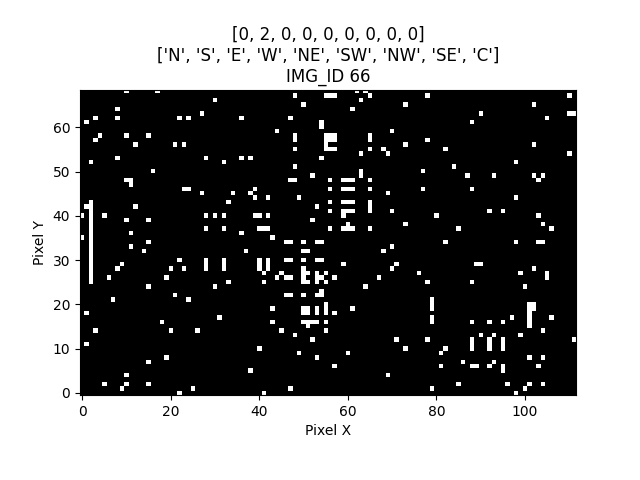 [0, 2, 0, 0, 0, 0, 0, 0, 0]
['N', 'S', 'E', 'W', 'NE', 'SW', 'NW', 'SE', 'C']
IMG_ID 66
Pixel Y
60
50
40
30
20
10
0
0 20 40 60 80 100
Pixel X